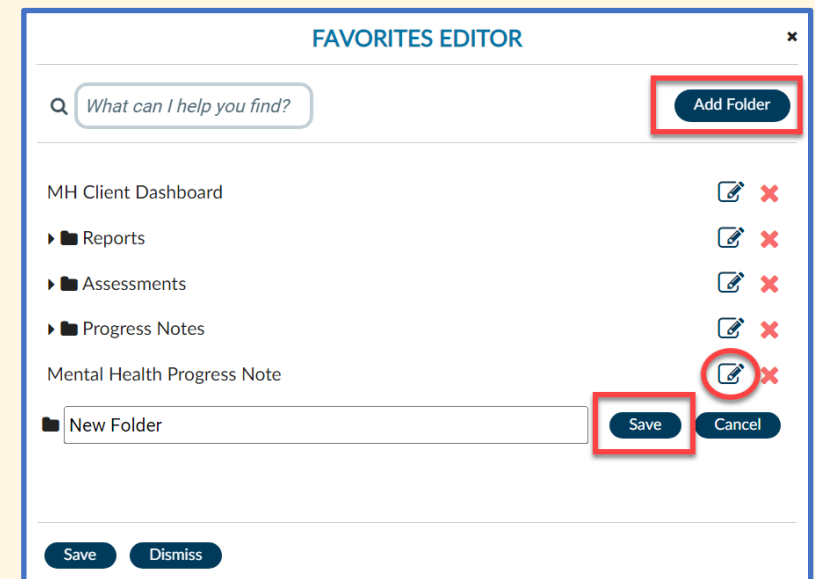 FAVORITES EDITOR
What can I help you find?
Add Folder
MH Client Dashboard
Reports
Assessments
Progress Notes
Mental Health Progress Note
New Folder
Save
Cancel
Save
Dismiss